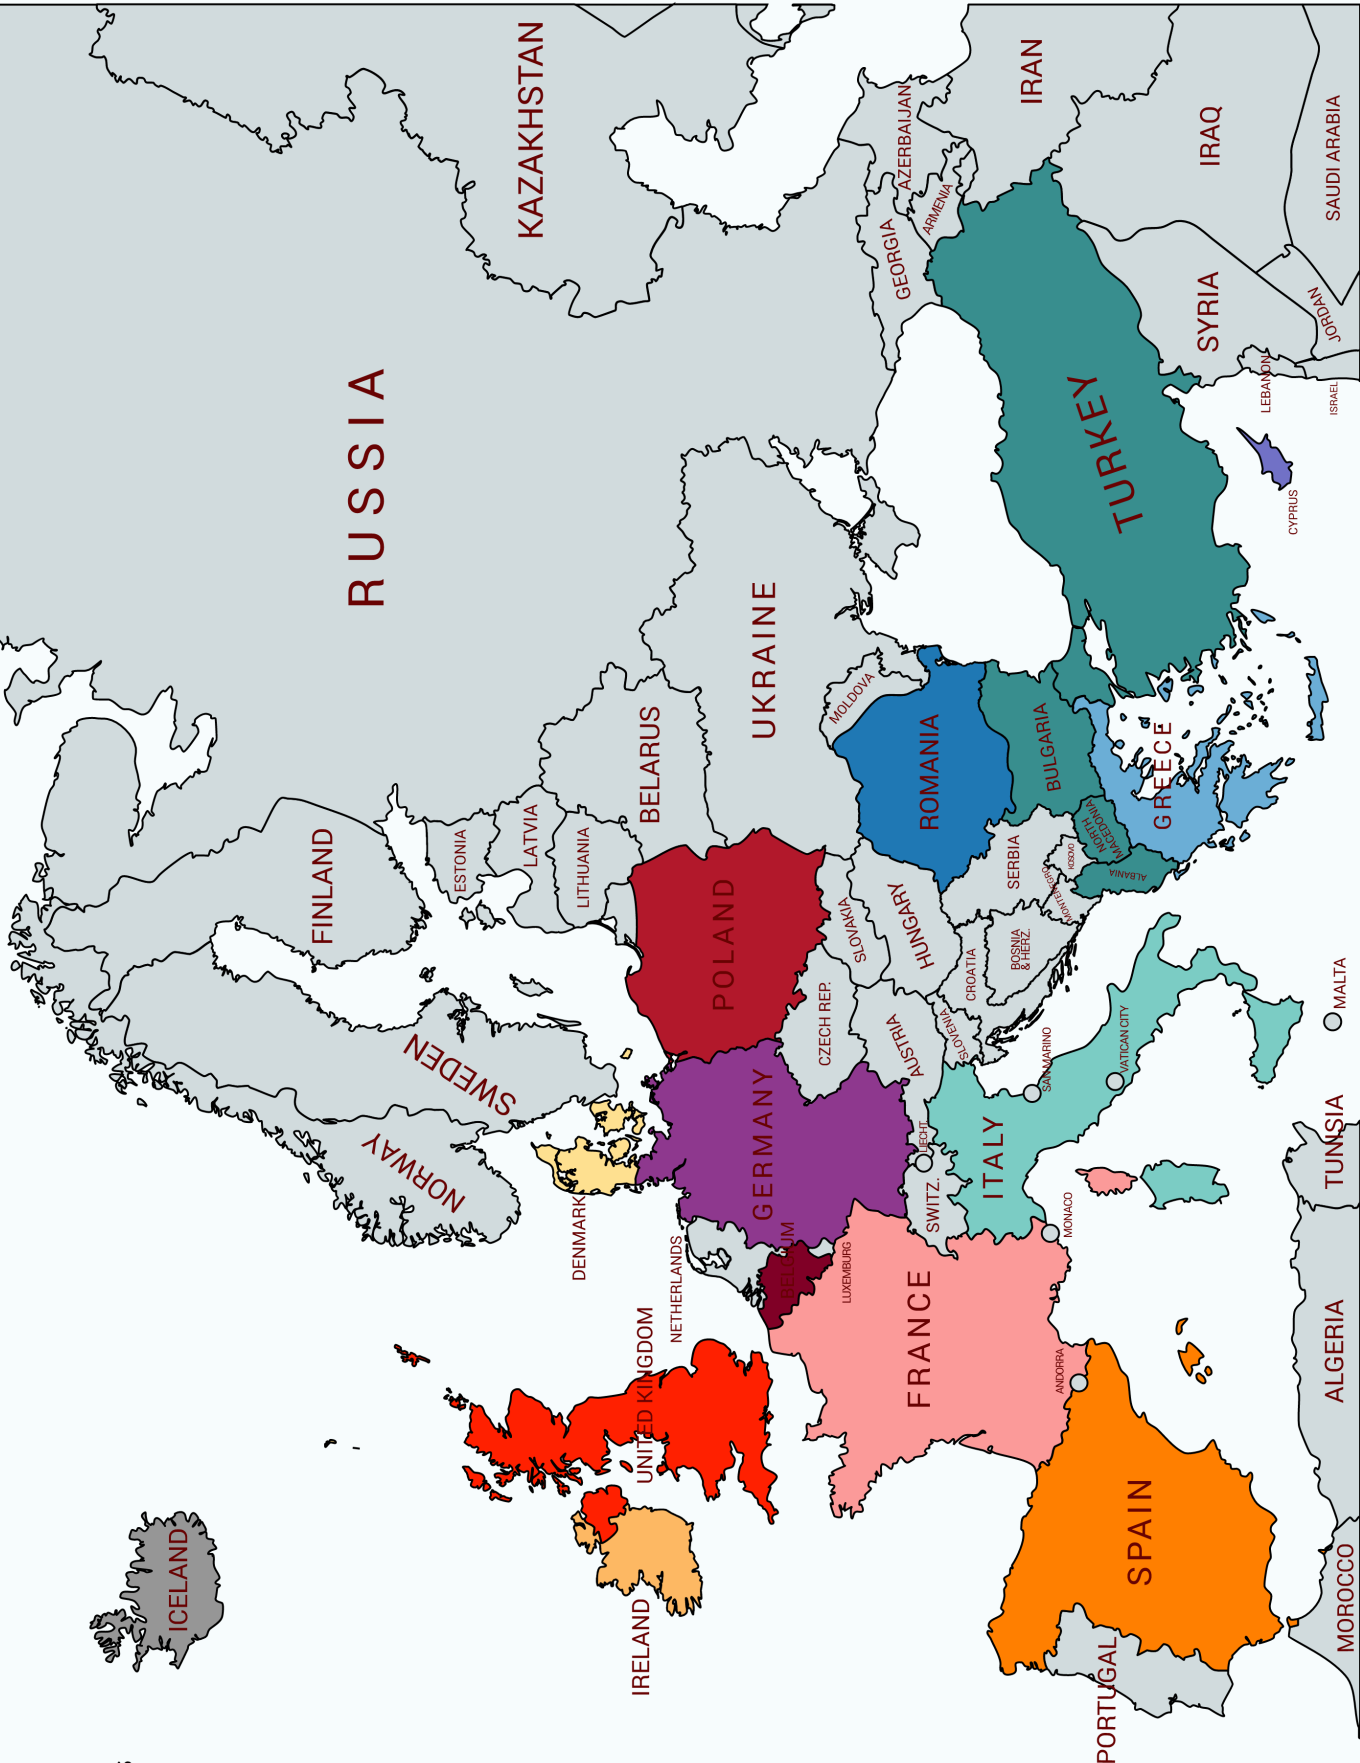 ICELAND
NORWAY
SWEDEN
FINLAND
RUSSIA
ESTONIA
LATVIA
LITHUANIA
KAZAKHSTAN
DENMARK
IRELAND
UNITED KINGDOM
NETHERLANDS
BELGIUM
LUXEMBURG
GERMANY
POLAND
BELARUS
UKRAINE
CZECH REP.
SLOVAKIA
MOLDOVA
FRANCE
SWITZ.
LIECHT.
AUSTRIA
HUNGARY
ROMANIA
SLOVENIA
CROATIA
BOSNIA
& HERZ.
SERBIA
MONTENEGRO
KOSOVO
BULGARIA
NORTH
MACEDONIA
ALBANIA
GREECE
TURKEY
GEORGIA
ARMENIA
AZERBAIJAN
IRAN
IRAQ
SYRIA
LEBANON
ISRAEL
JORDAN
SAUDI ARABIA
CYPRUS
PORTUGAL
SPAIN
ANDORRA
MONACO
ITALY
SAN MARINO
VATICAN CITY
MALTA
MOROCCO
ALGERIA
TUNISIA